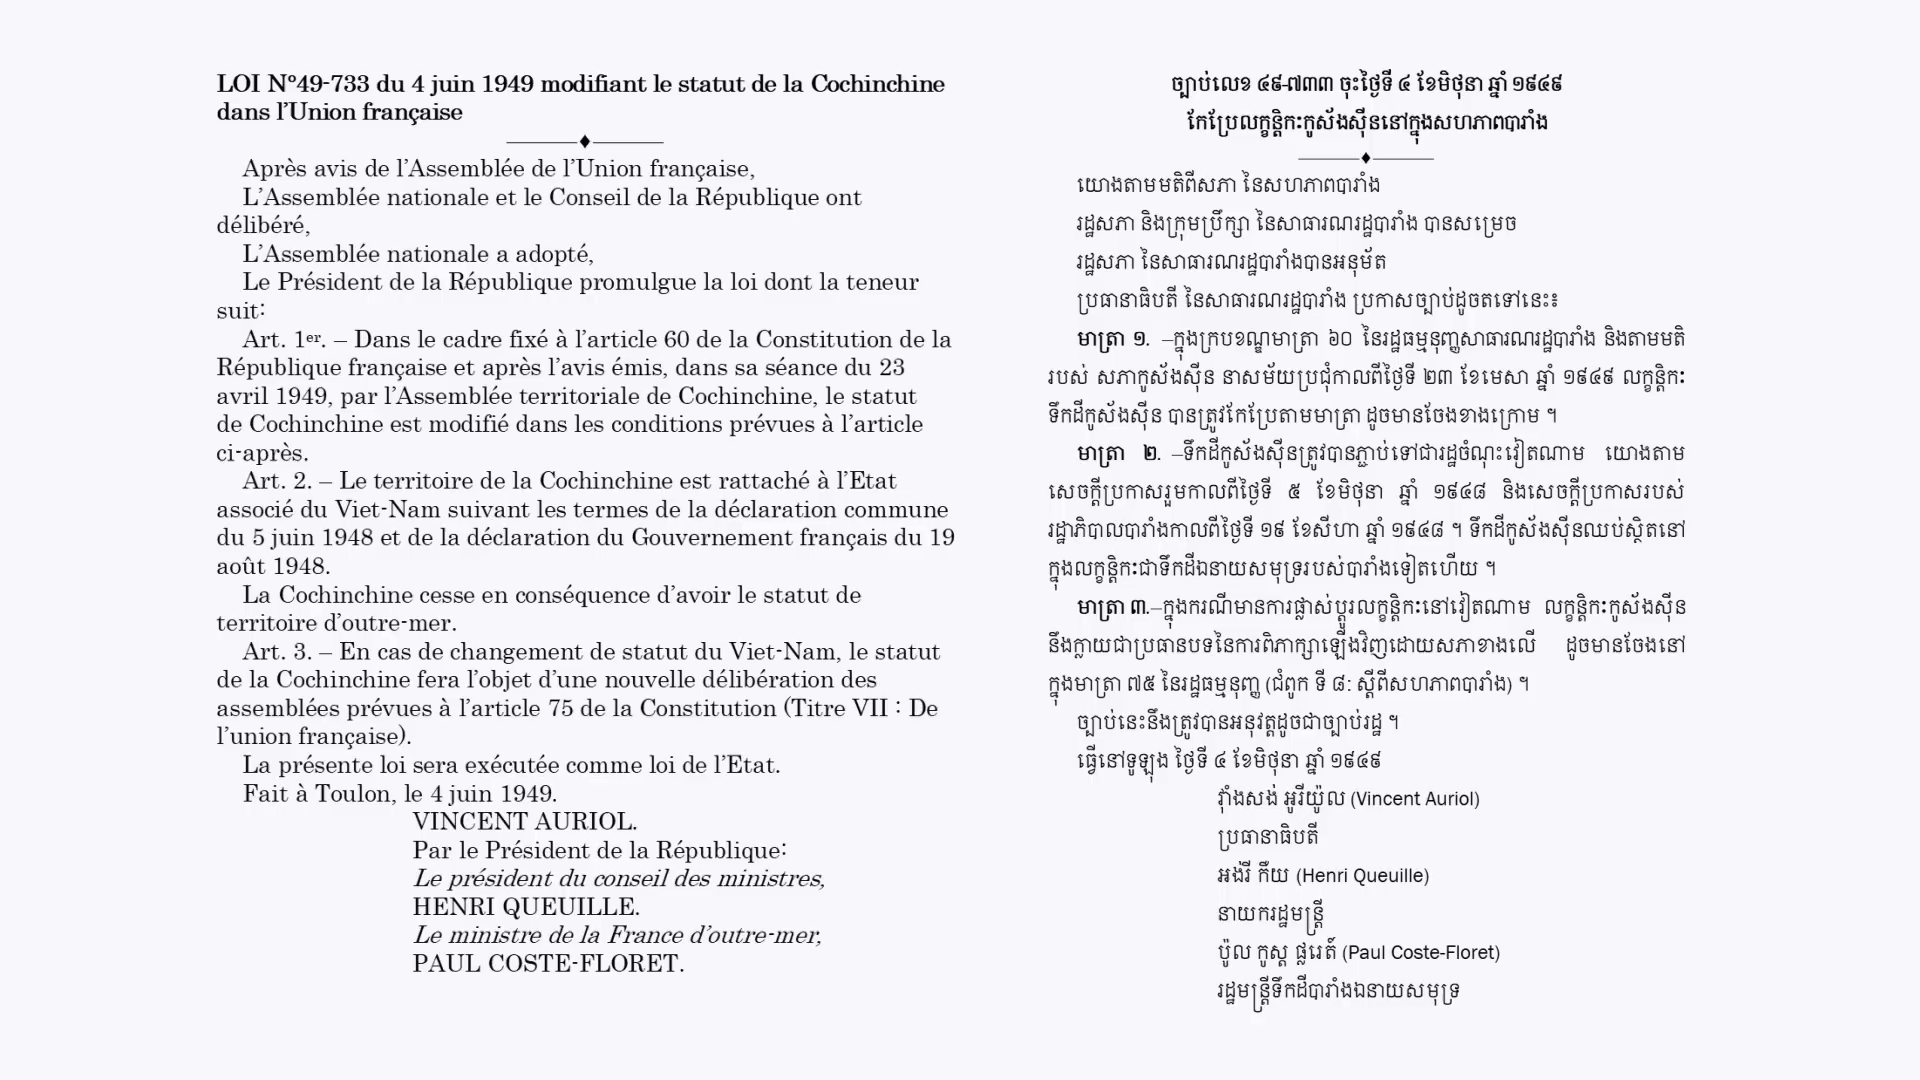 LOI N°49-733 du 4 juin 1949 modifiant le statut de la Cochinchine
dans l’Union française
Après avis de l’Assemblée de l’Union française,
L’Assemblée nationale et le Conseil de la République ont
délibéré,
L’Assemblée nationale a adopté,
Le Président de la République promulgue la loi dont la teneur
suit:
Art. 1er. – Dans le cadre fixé à l’article 60 de la Constitution de la
République française et après l’avis émis, dans sa séance du 23
avril 1949, par l’Assemblée territoriale de Cochinchine, le statut
de Cochinchine est modifié dans les conditions prévues à l’article
ci-après.
Art. 2. – Le territoire de la Cochinchine est rattaché à l’Etat
associé du Viet-Nam suivant les termes de la déclaration commune
du 5 juin 1948 et de la déclaration du Gouvernement français du 19
août 1948.
La Cochinchine cesse en conséquence d’avoir le statut de
territoire d’outre-mer.
Art. 3. – En cas de changement de statut du Viet-Nam, le statut
de la Cochinchine fera l’objet d’une nouvelle délibération des
assemblées prévues à l’article 75 de la Constitution (Titre VII : De
l’union française).
La présente loi sera exécutée comme loi de l’Etat.
Fait à Toulon, le 4 juin 1949.
VINCENT AURIOL.
Par le Président de la République:
Le président du conseil des ministres,
HENRI QUEUILLE.
Le ministre de la France d’outre-mer,
PAUL COSTE-FLORET.
ច្បាប់លេខ ៤៩-៧៣៣ ចុះថ្ងៃទី ៤ ខែមិថុនា ឆ្នាំ ១៩៤៩
កែប្រែលក្ខន្តិកៈកូស័ងស៊ីននៅក្នុងសហភាពបារាំង
យោងតាមមតិពីសភា នៃសហភាពបារាំង
រដ្ឋសភា និងក្រុមប្រឹក្សា នៃសាធារណរដ្ឋបារាំង បានសម្រេច
រដ្ឋសភា នៃសាធារណរដ្ឋបារាំងបានអនុម័ត
ប្រធានាធិបតី នៃសាធារណរដ្ឋបារាំង ប្រកាសច្បាប់ដូចតទៅនេះ៖
មាត្រា ១. –ក្នុងក្របខណ្ឌមាត្រា ៦០ នៃរដ្ឋធម្មនុញ្ញសាធារណរដ្ឋបារាំង និងតាមមតិ
របស់ សភាកូស័ងស៊ីន នាសម័យប្រជុំកាលពីថ្ងៃទី ២៣ ខែមេសា ឆ្នាំ ១៩៤៩ លក្ខន្តិកៈ
ទឹកដីកូស័ងស៊ីន បានត្រូវកែប្រែតាមមាត្រា ដូចមានចែងខាងក្រោម ។
មាត្រា ២. –ទឹកដីកូស័ងស៊ីនត្រូវបានភ្ជាប់ទៅជារដ្ឋចំណុះវៀតណាម យោងតាម
សេចក្ដីប្រកាសរួមកាលពីថ្ងៃទី ៥ ខែមិថុនា ឆ្នាំ ១៩៤៨ និងសេចក្ដីប្រកាសរបស់
រដ្ឋាភិបាលបារាំងកាលពីថ្ងៃទី ១៩ ខែសីហា ឆ្នាំ ១៩៤៨ ។ ទឹកដីកូស័ងស៊ីនឈប់ស្ថិតនៅ
ក្នុងលក្ខន្តិកៈជាទឹកដីឯនាយសមុទ្ររបស់បារាំងទៀតហើយ ។
មាត្រា ៣.–ក្នុងករណីមានការផ្លាស់ប្ដូរលក្ខន្តិកៈនៅវៀតណាម លក្ខន្តិកៈកូស័ងស៊ីន
នឹងក្លាយជាប្រធានបទនៃការពិភាក្សាឡើងវិញដោយសភាខាងលើ ដូចមានចែងនៅ
ក្នុងមាត្រា ៧៥ នៃរដ្ឋធម្មនុញ្ញ (ជំពូក ទី ៨: ស្ដីពីសហភាពបារាំង) ។
ច្បាប់នេះនឹងត្រូវបានអនុវត្តដូចជាច្បាប់រដ្ឋ ។
ធ្វើនៅទូឡុង ថ្ងៃទី ៤ ខែមិថុនា ឆ្នាំ ១៩៤៩
វ៉ាំងសង់ អូរីយ៉ូល (Vincent Auriol)
ប្រធានាធិបតី
អង់រី កឺយ (Henri Queuille)
នាយករដ្ឋមន្ត្រី
ប៉ូល កូស្ត ផ្លរេត៍ (Paul Coste-Floret)
រដ្ឋមន្ត្រីទឹកដីបារាំងឯនាយសមុទ្រ